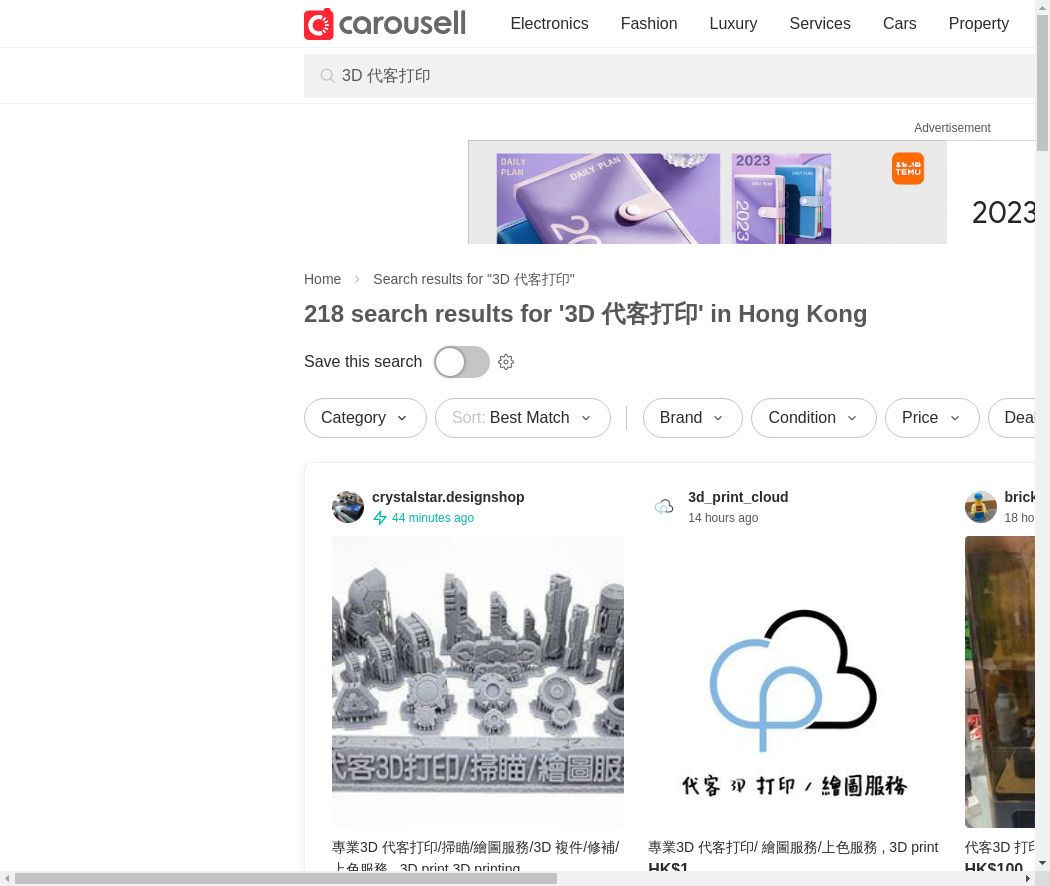 carousell
Electronics Fashion Luxury Services Cars Property
3D 代客打印
Advertisement
DAILY
PLAN
DAILY PLAN
20
2023
2023
TEMU
2023
Home Search results for "3D 代客打印"
218 search results for '3D 代客打印' in Hong Kong
Save this search
Category Sort: Best Match Brand Condition Price Deal
crystalstar.designshop
44 minutes ago
3d_print_cloud
14 hours ago
brick
18 ho
代客3D打印/掃瞄/繪圖服
代客 3D 打印 / 繪圖服務
專業3D 代客打印/掃瞄/繪圖服務/3D 複件/修補/
上色服務 , 3D print 3D printing
專業3D 代客打印/ 繪圖服務/上色服務 , 3D print
HK$1
代客3D 打印
HK$100